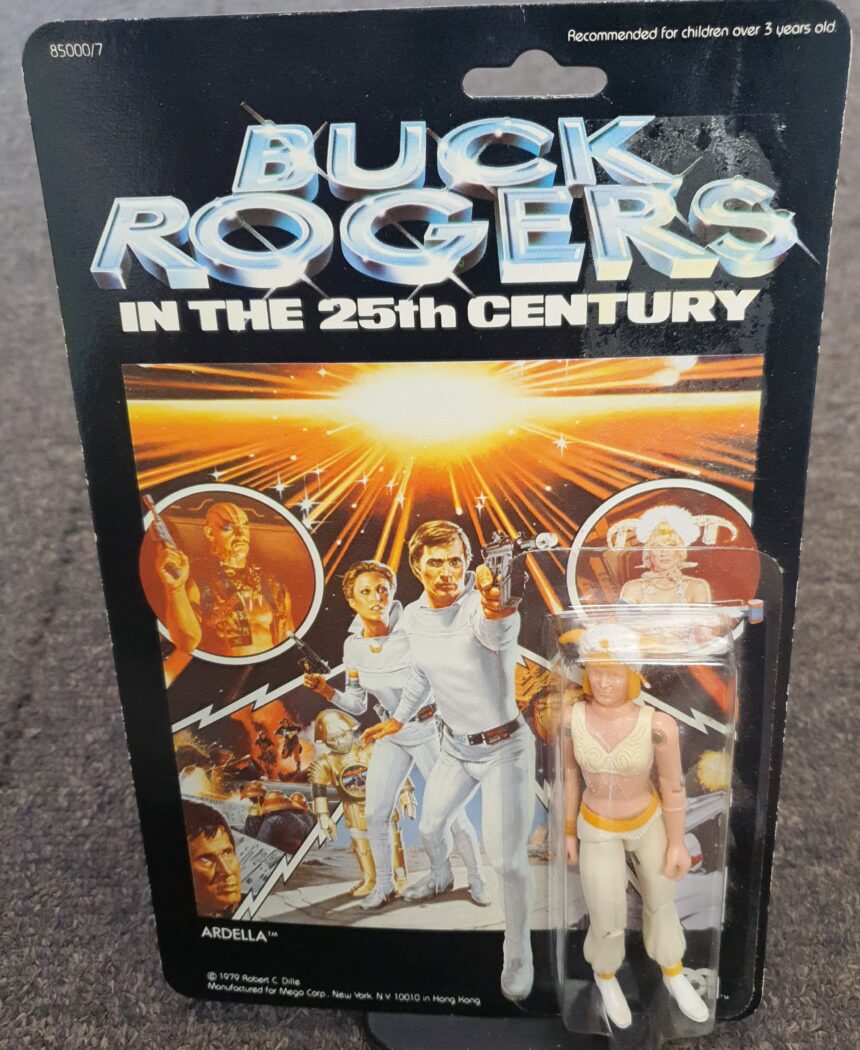 85000/7
Recommended for children over 3 years old.
BUCK
ROGERS
IN THE 25th CENTURY
ARDELLA™
© 1979 Robert C. Dille
Manufactured for Mego Corp., New York, N.Y. 10010 in Hong Kong